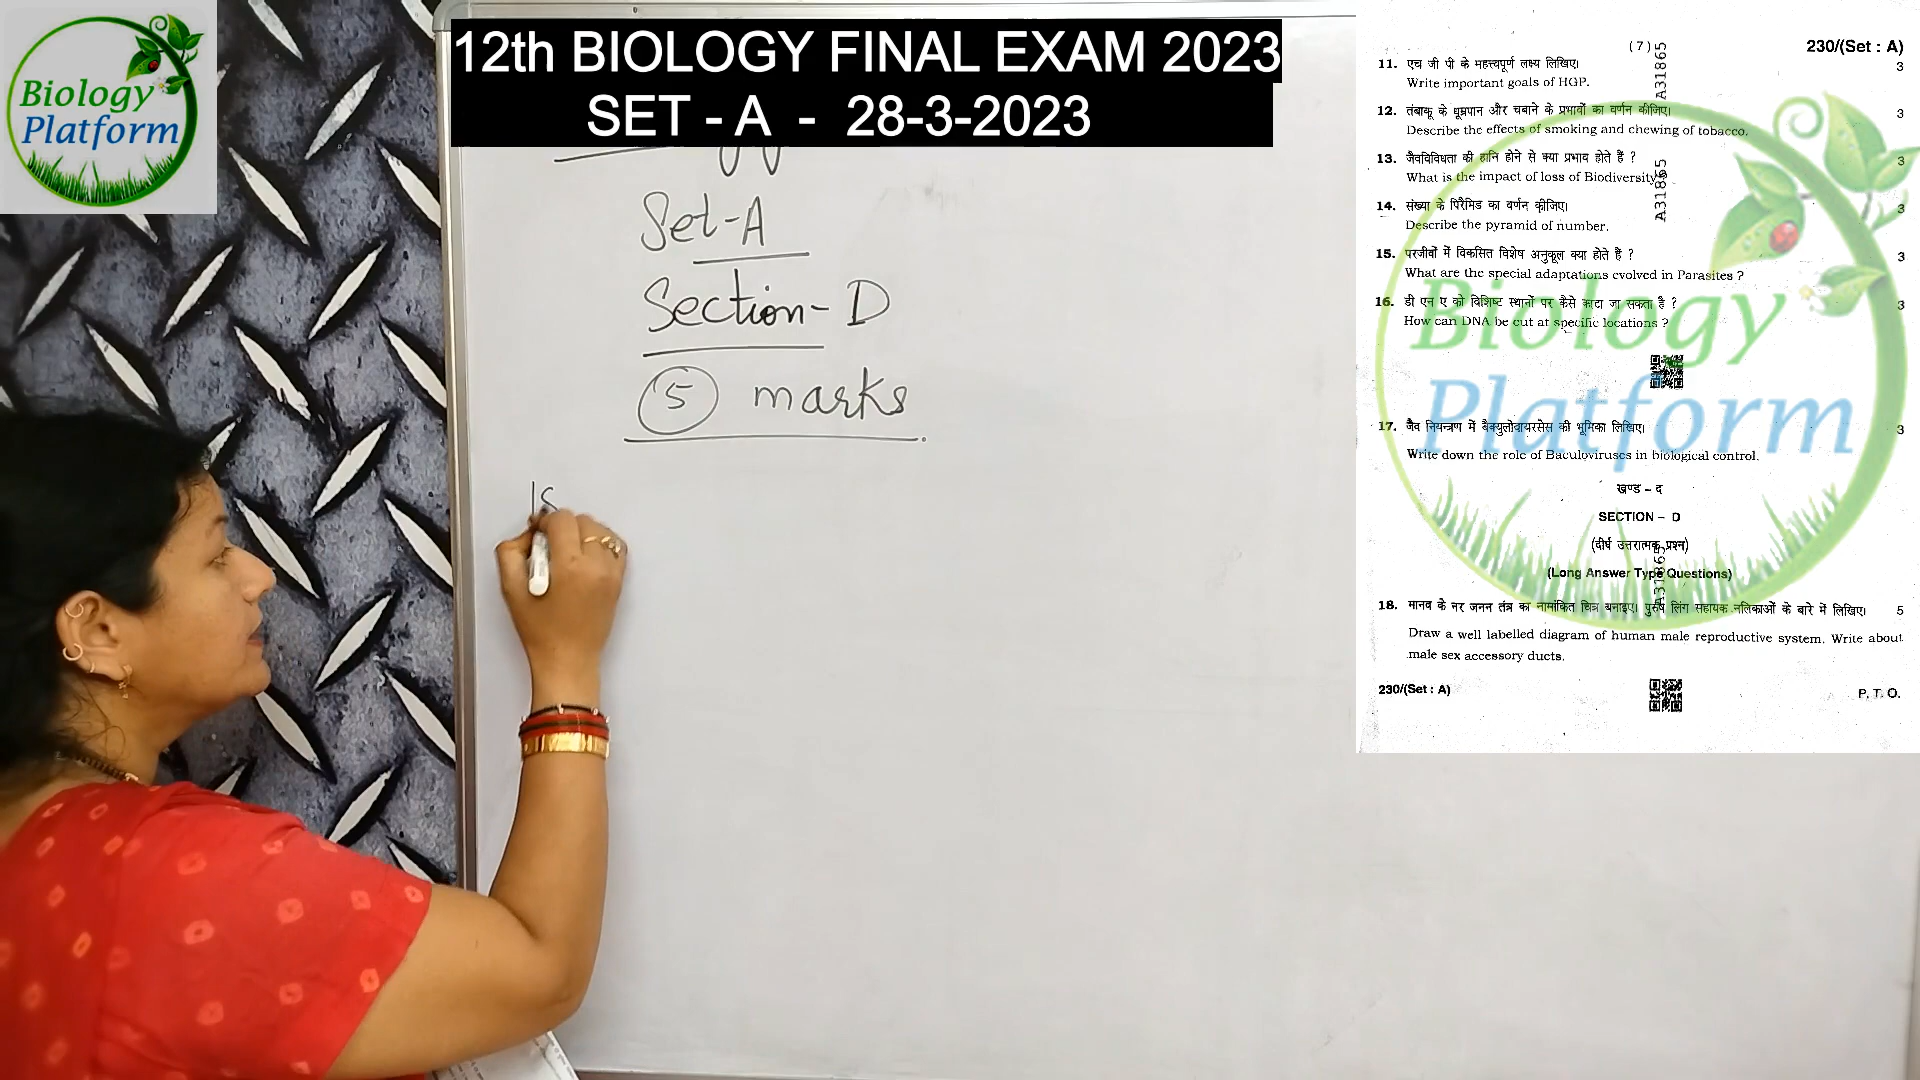 Biology
Platform
12th BIOLOGY FINAL EXAM 2023
SET - A - 28-3-2023
Set-A
Section-D
5 marks
(7)
230/(Set : A)
A31865
11. एच जी पी के महत्त्वपूर्ण लक्ष्य लिखिए। 3
Write important goals of HGP.
12. तंबाकू के धूम्रपान और चबाने के प्रभावों का वर्णन कीजिए। 3
Describe the effects of smoking and chewing of tobacco.
13. जैवविविधता की हानि होने से क्या प्रभाव होते हैं ? 3
What is the impact of loss of Biodiversity ?
A31865
14. संख्या के पिरैमिड का वर्णन कीजिए। 3
Describe the pyramid of number.
15. परजीवों में विकसित विशेष अनुकूल क्या होते हैं ? 3
What are the special adaptations evolved in Parasites ?
16. डी एन ए को विशिष्ट स्थानों पर कैसे काटा जा सकता है ? 3
How can DNA be cut at specific locations ?
Biology
Platform
17. जैव नियन्त्रण में बैक्युलोवायरसेस की भूमिका लिखिए। 3
Write down the role of Baculoviruses in biological control.
खण्ड – द
SECTION – D
(दीर्घ उत्तरात्मक प्रश्न)
(Long Answer Type Questions)
A31865
18. मानव के नर जनन तंत्र का नामांकित चित्र बनाइए। पुरुष लिंग सहायक नलिकाओं के बारे में लिखिए। 5
Draw a well labelled diagram of human male reproductive system. Write about
male sex accessory ducts.
230/(Set : A)
P. T. O.